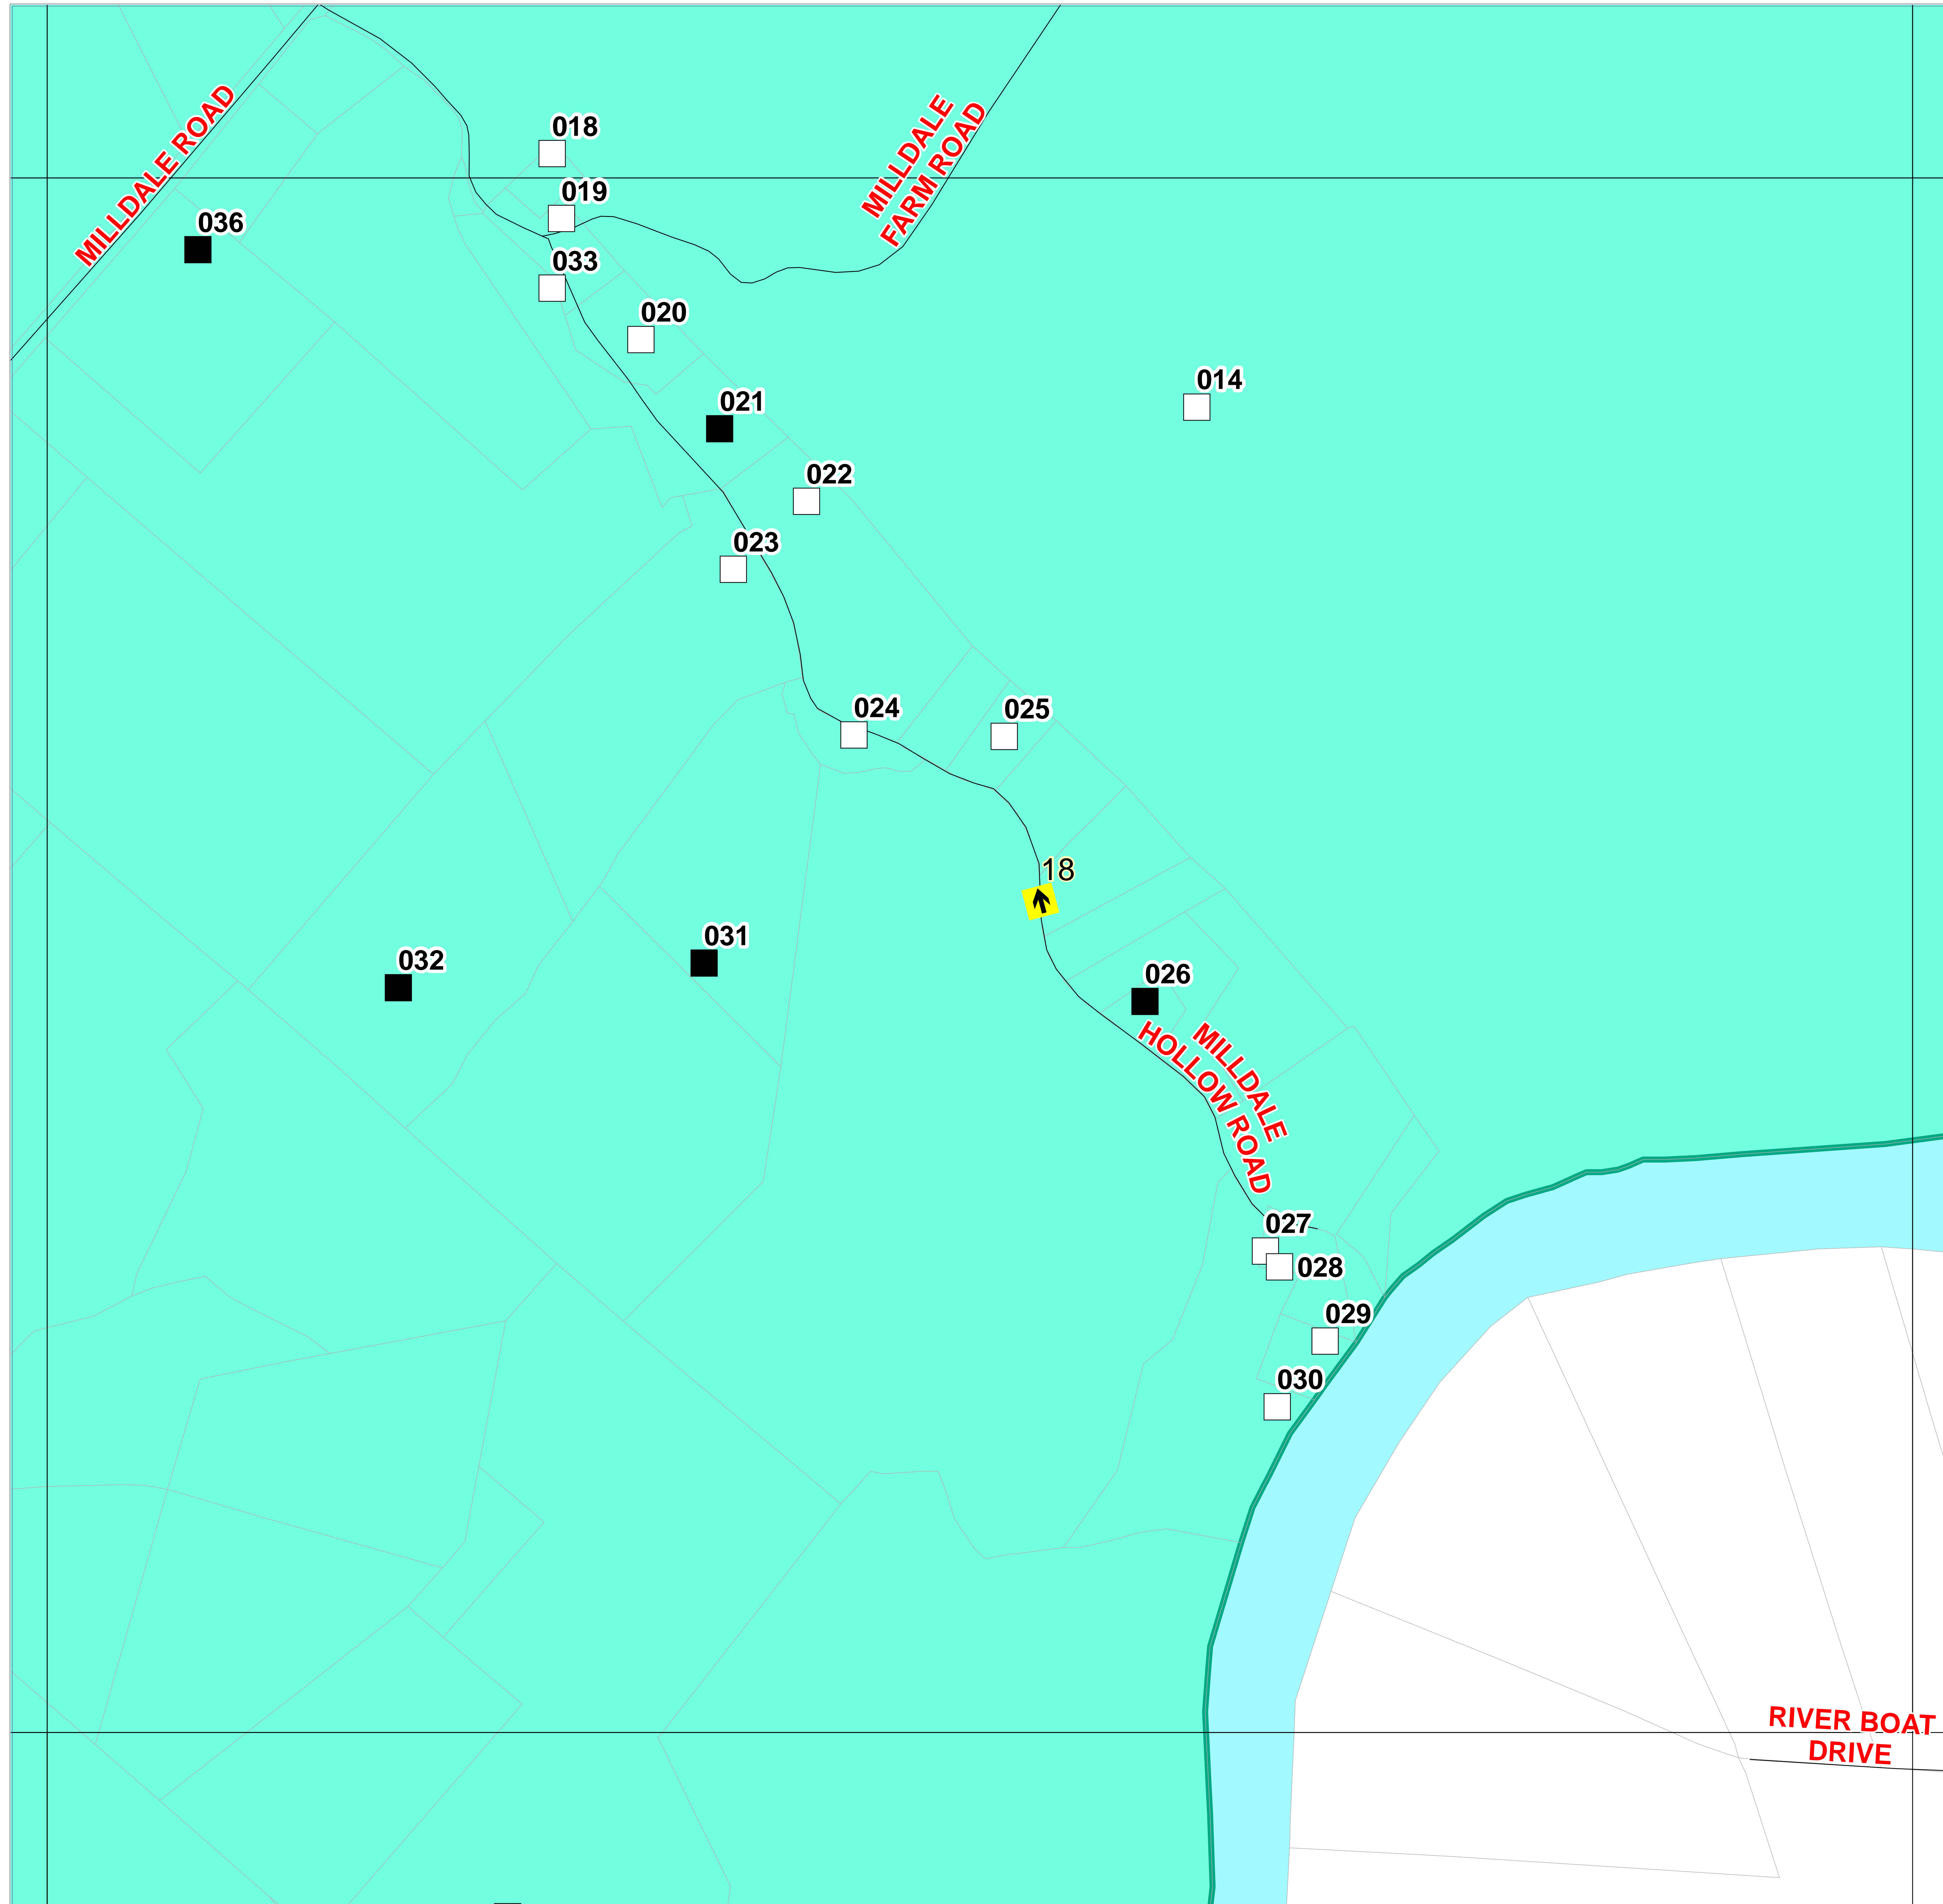 MILLDALE ROAD
018
MILLDALE
FARM ROAD
019
036
033
020
014
021
022
023
024
025
18
031
032
026
MILLDALE
HOLLOW ROAD
027
028
029
030
RIVER BOAT
DRIVE